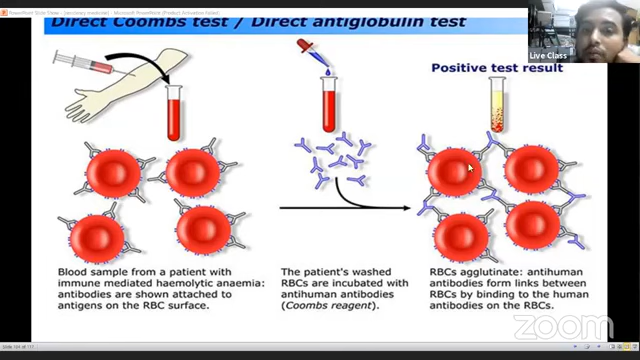 Direct Coombs test / Direct antiglobulin test
Live Class
Positive test result
Blood sample from a patient with
immune mediated haemolytic anaemia:
antibodies are shown attached to
antigens on the RBC surface.
The patient's washed
RBCs are incubated with
antihuman antibodies (Coombs
reagent).
RBCs agglutinate: antihuman
antibodies form links between
RBCs by binding to the human
antibodies on the RBCs.
zoom